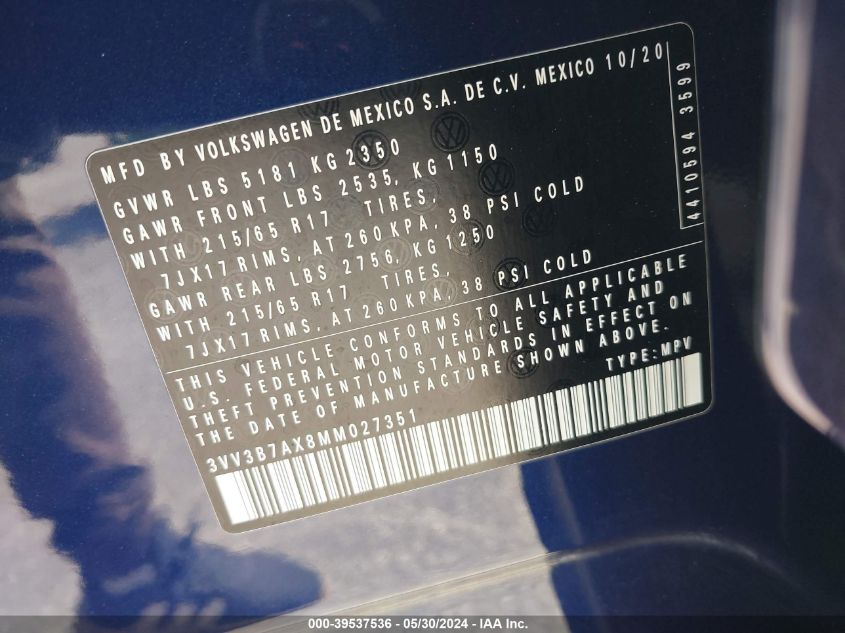 MFD BY VOLKSWAGEN DE MEXICO S.A. DE C.V. MEXICO 10/20
GVWR LBS 5181 KG 2350
GAWR FRONT LBS 2535, KG 1150
WITH 215/65 R17 TIRES,
7JX17 RIMS, AT 260 KPA, 38 PSI COLD
GAWR REAR LBS 2756, KG 1250
WITH 215/65 R17 TIRES,
7JX17 RIMS, AT 260 KPA, 38 PSI COLD
THIS VEHICLE CONFORMS TO ALL APPLICABLE
U.S. FEDERAL MOTOR VEHICLE SAFETY AND
THEFT PREVENTION STANDARDS IN EFFECT ON
THE DATE OF MANUFACTURE SHOWN ABOVE.
3VV3B7AX8MM027351 TYPE:MPV
4410594 3599
000-39537536 - 05/30/2024 - IAA Inc.